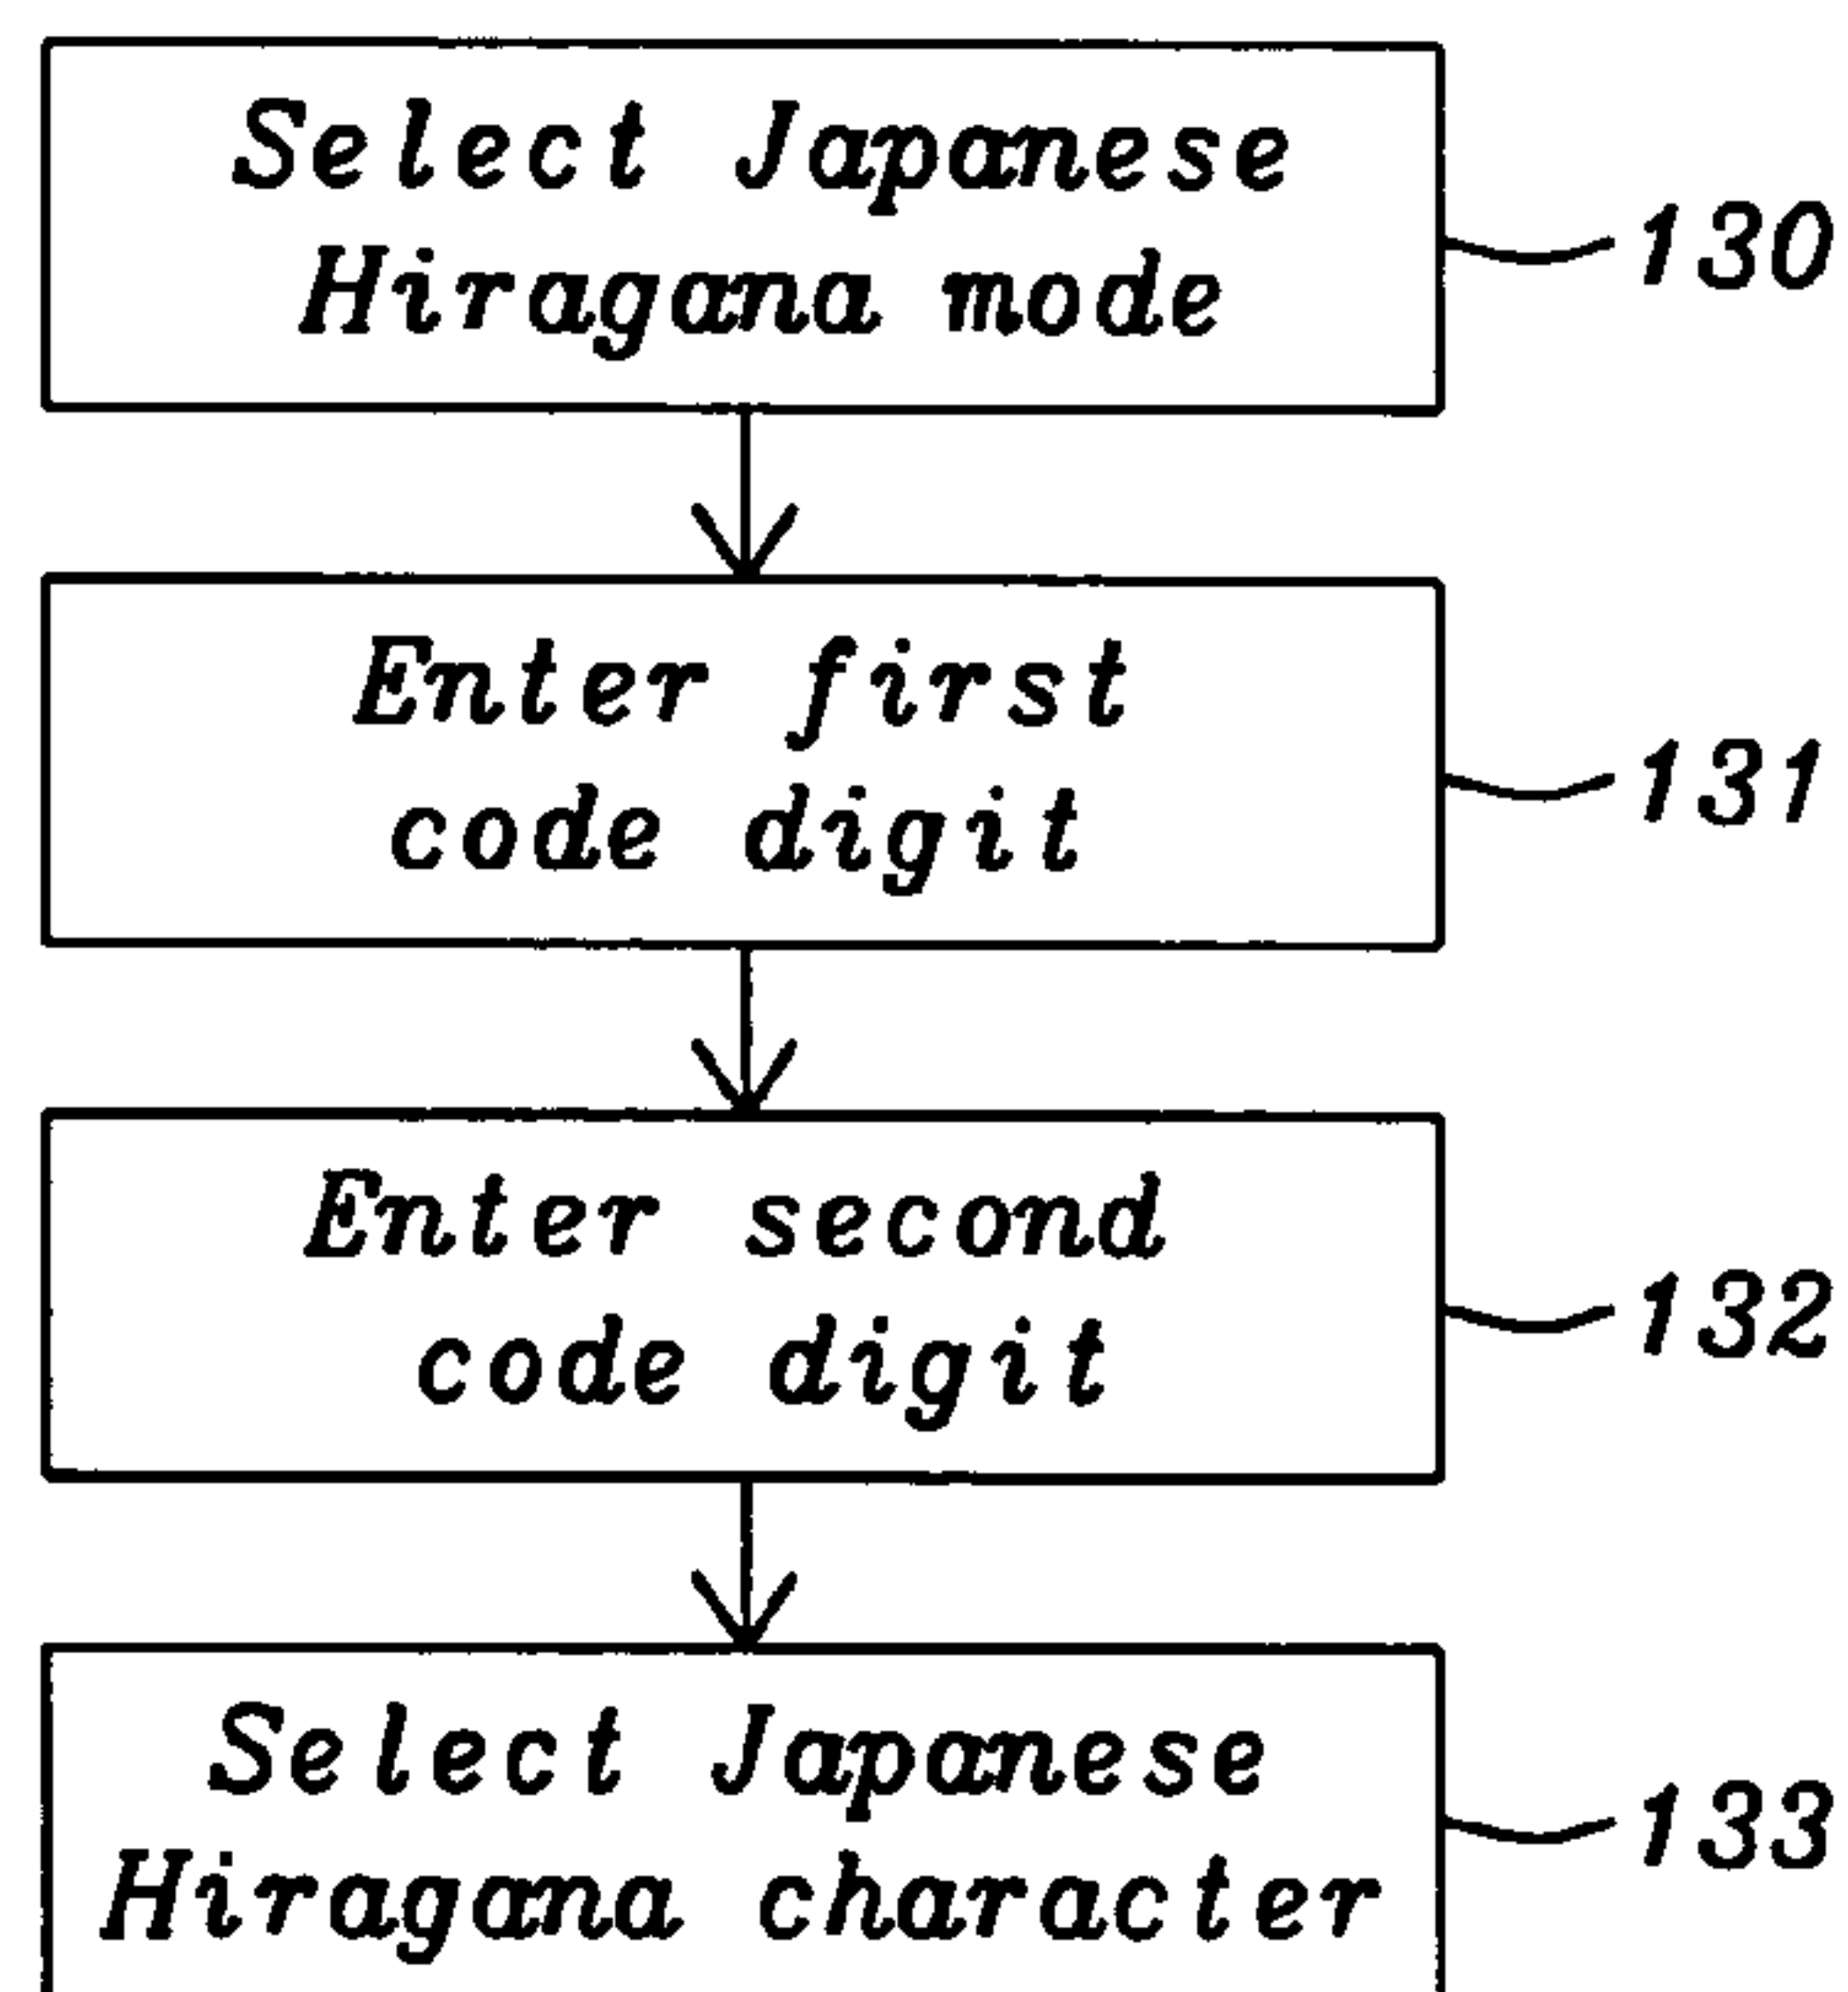 Select Japanese
Hiragana mode
130
Enter first
code digit
131
Enter second
code digit
132
Select Japanese
Hiragana character
133